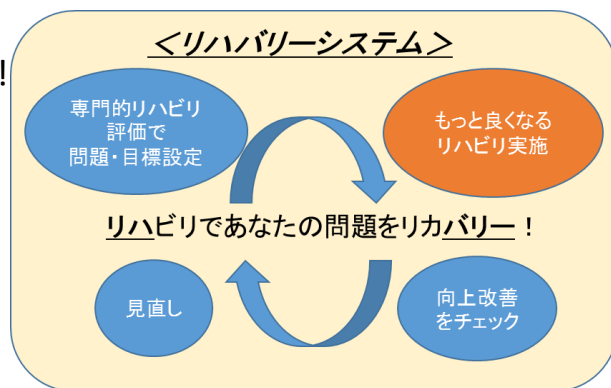 ＜リハバリーシステム＞
!
専門的リハビリ
評価で
問題・目標設定
もっと良くなる
リハビリ実施
リハビリであなたの問題をリカバリー！
見直し
向上改善
をチェック